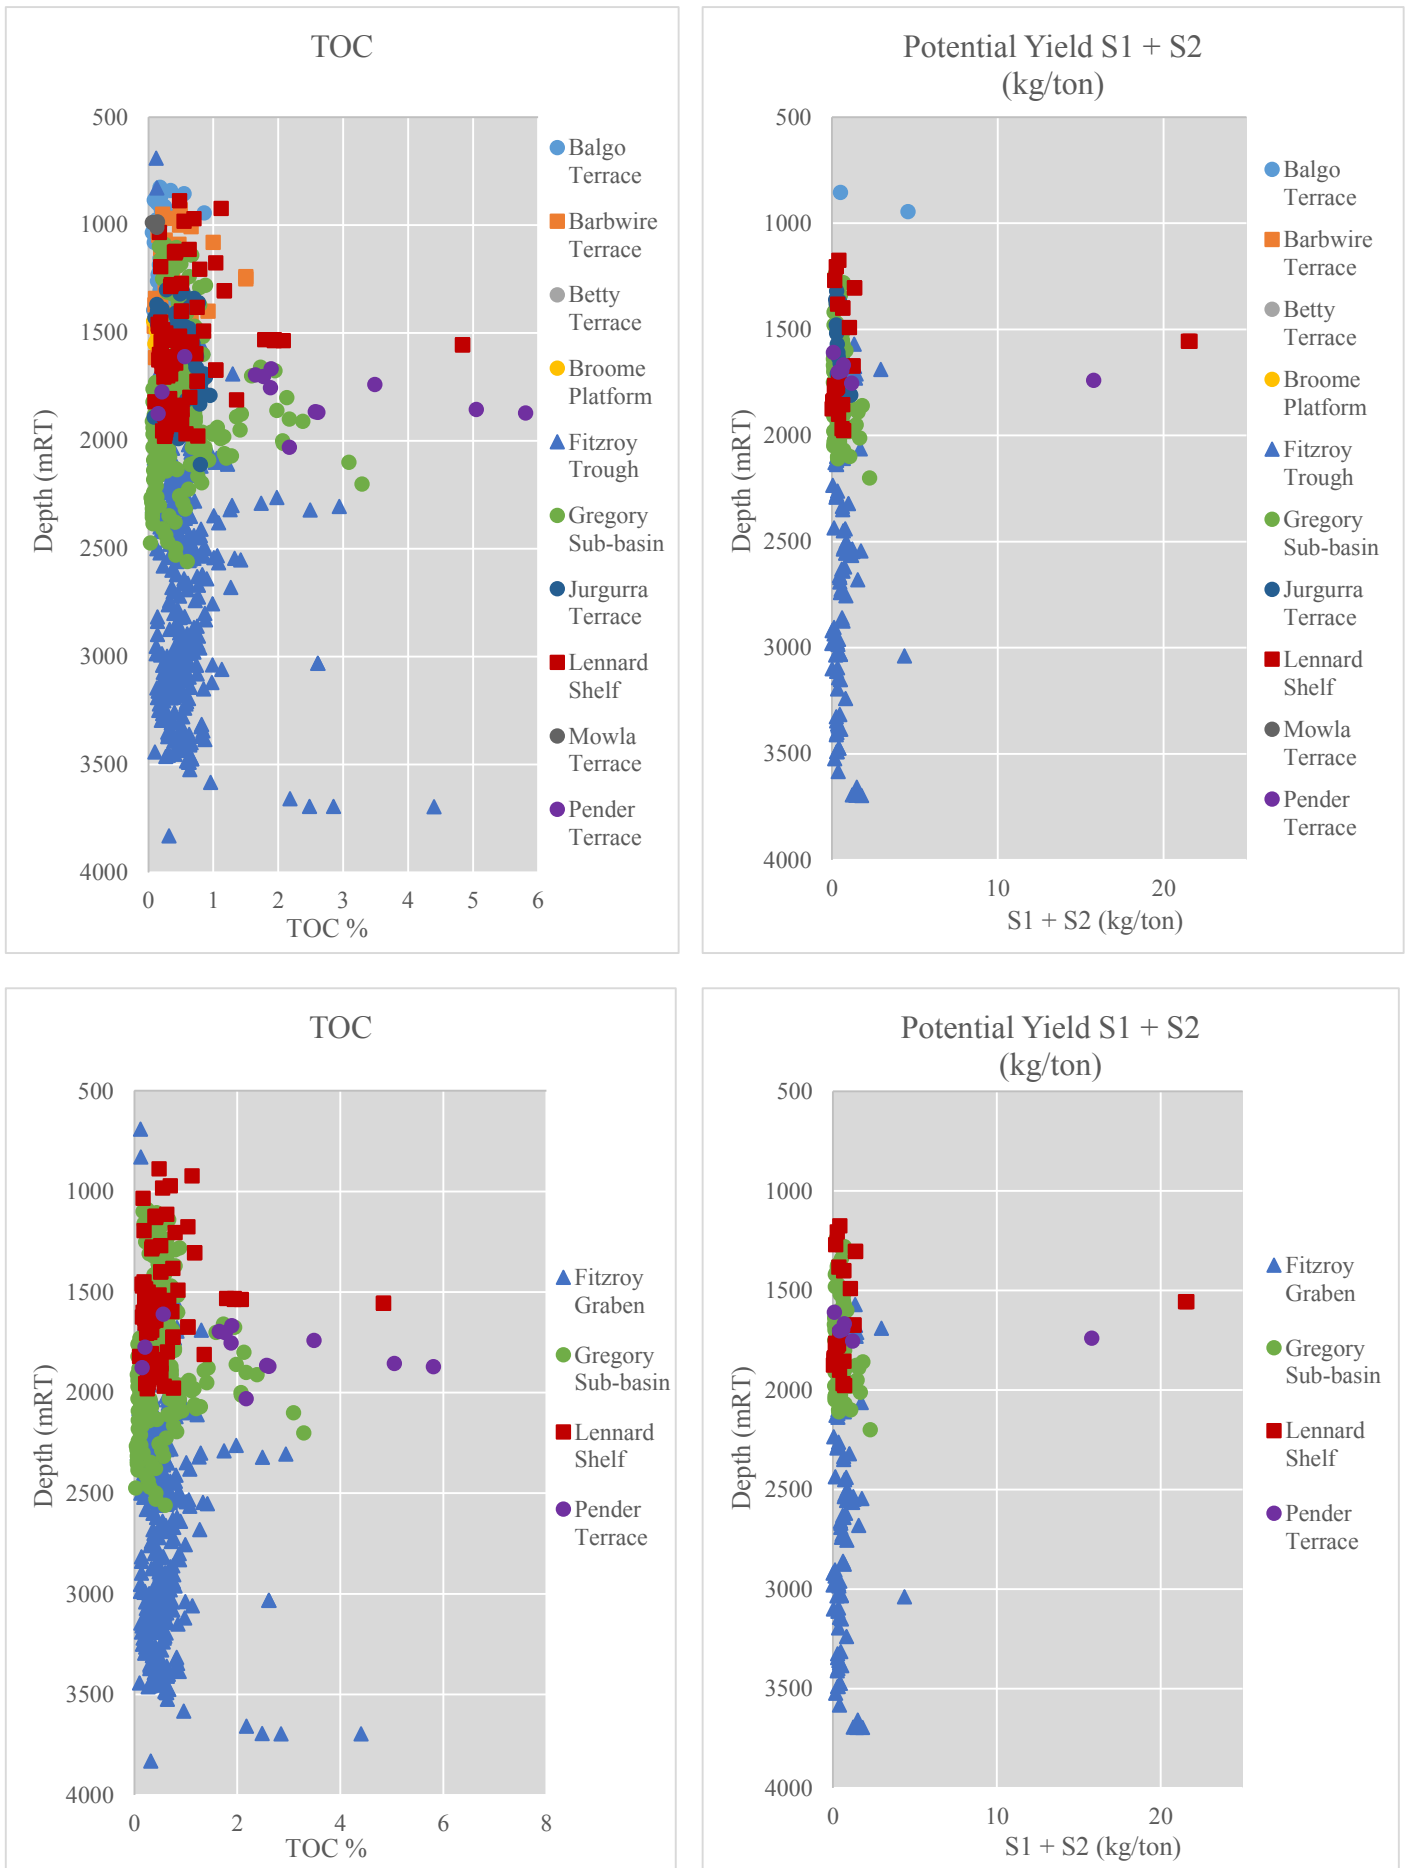 TOC
500
1000
1500
2000
2500
3000
3500
4000
0 1 2 3 4 5 6
Depth (mRT)
TOC %
Balgo
Terrace
Barbwire
Terrace
Betty
Terrace
Broome
Platform
Fitzroy
Trough
Gregory
Sub-basin
Jurgurra
Terrace
Lennard
Shelf
Mowla
Terrace
Pender
Terrace
Potential Yield S1 + S2
(kg/ton)
500
1000
1500
2000
2500
3000
3500
4000
0 10 20
Depth (mRT)
S1 + S2 (kg/ton)
Balgo
Terrace
Barbwire
Terrace
Betty
Terrace
Broome
Platform
Fitzroy
Trough
Gregory
Sub-basin
Jurgurra
Terrace
Lennard
Shelf
Mowla
Terrace
Pender
Terrace
TOC
500
1000
1500
2000
2500
3000
3500
4000
0 2 4 6 8
Depth (mRT)
TOC %
Fitzroy
Graben
Gregory
Sub-basin
Lennard
Shelf
Pender
Terrace
Potential Yield S1 + S2
(kg/ton)
500
1000
1500
2000
2500
3000
3500
4000
0 10 20
Depth (mRT)
S1 + S2 (kg/ton)
Fitzroy
Graben
Gregory
Sub-basin
Lennard
Shelf
Pender
Terrace